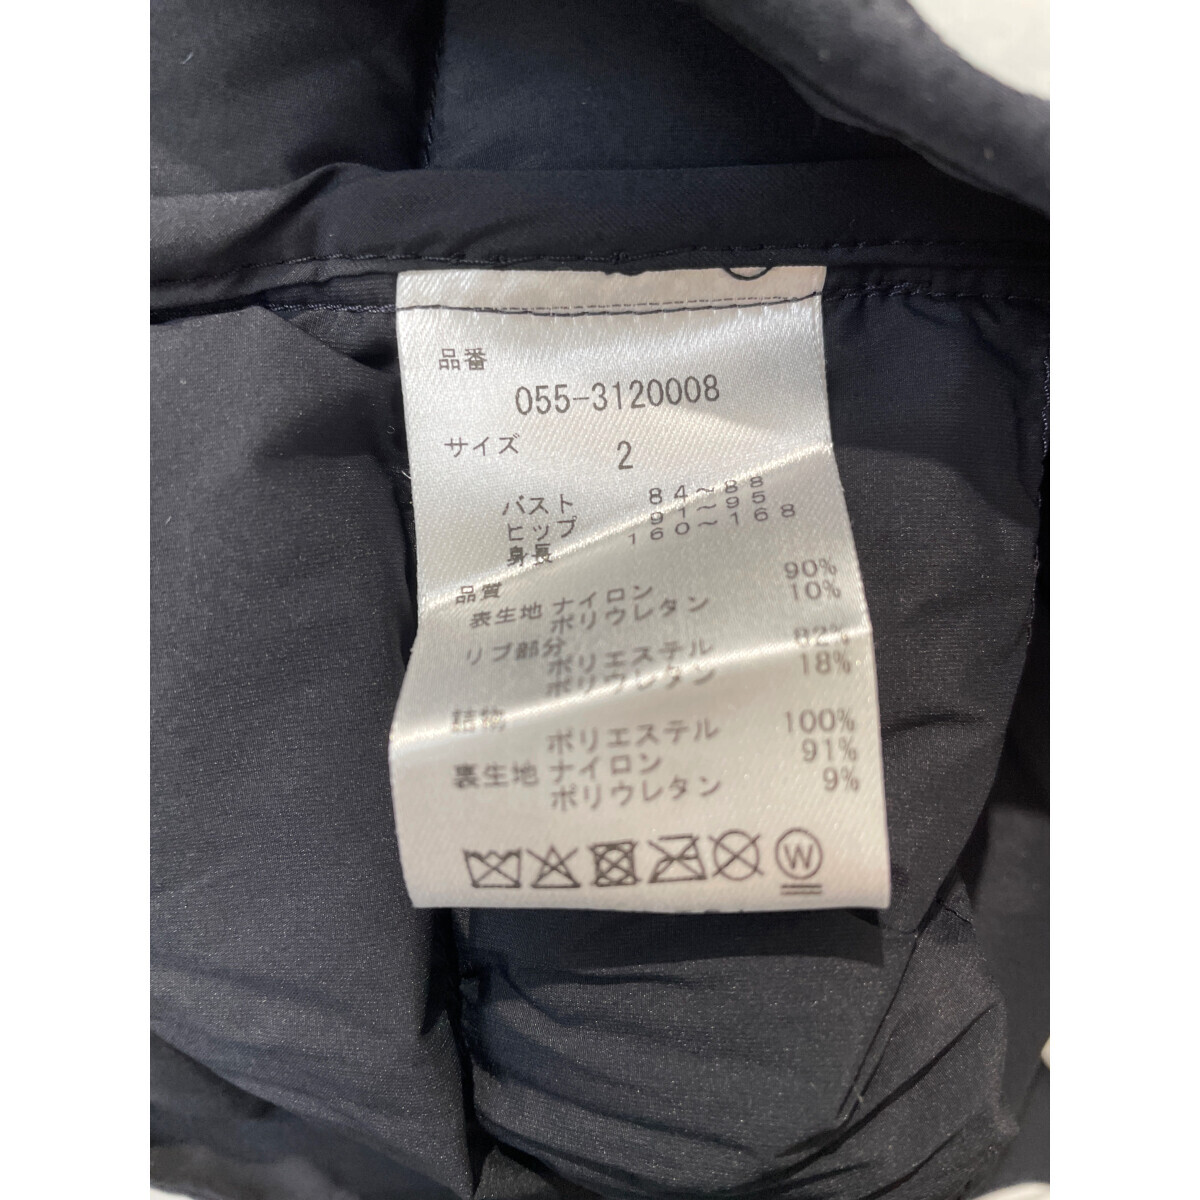 品番
055-3120008
サイズ 2
バスト 84~88
ヒップ 91~95
身長 160~168
品質
表生地 ナイロン 90%
ポリウレタン 10%
リブ部分
ポリエステル 82%
ポリウレタン 18%
詰物
ポリエステル 100%
裏生地 ナイロン 91%
ポリウレタン 9%
W